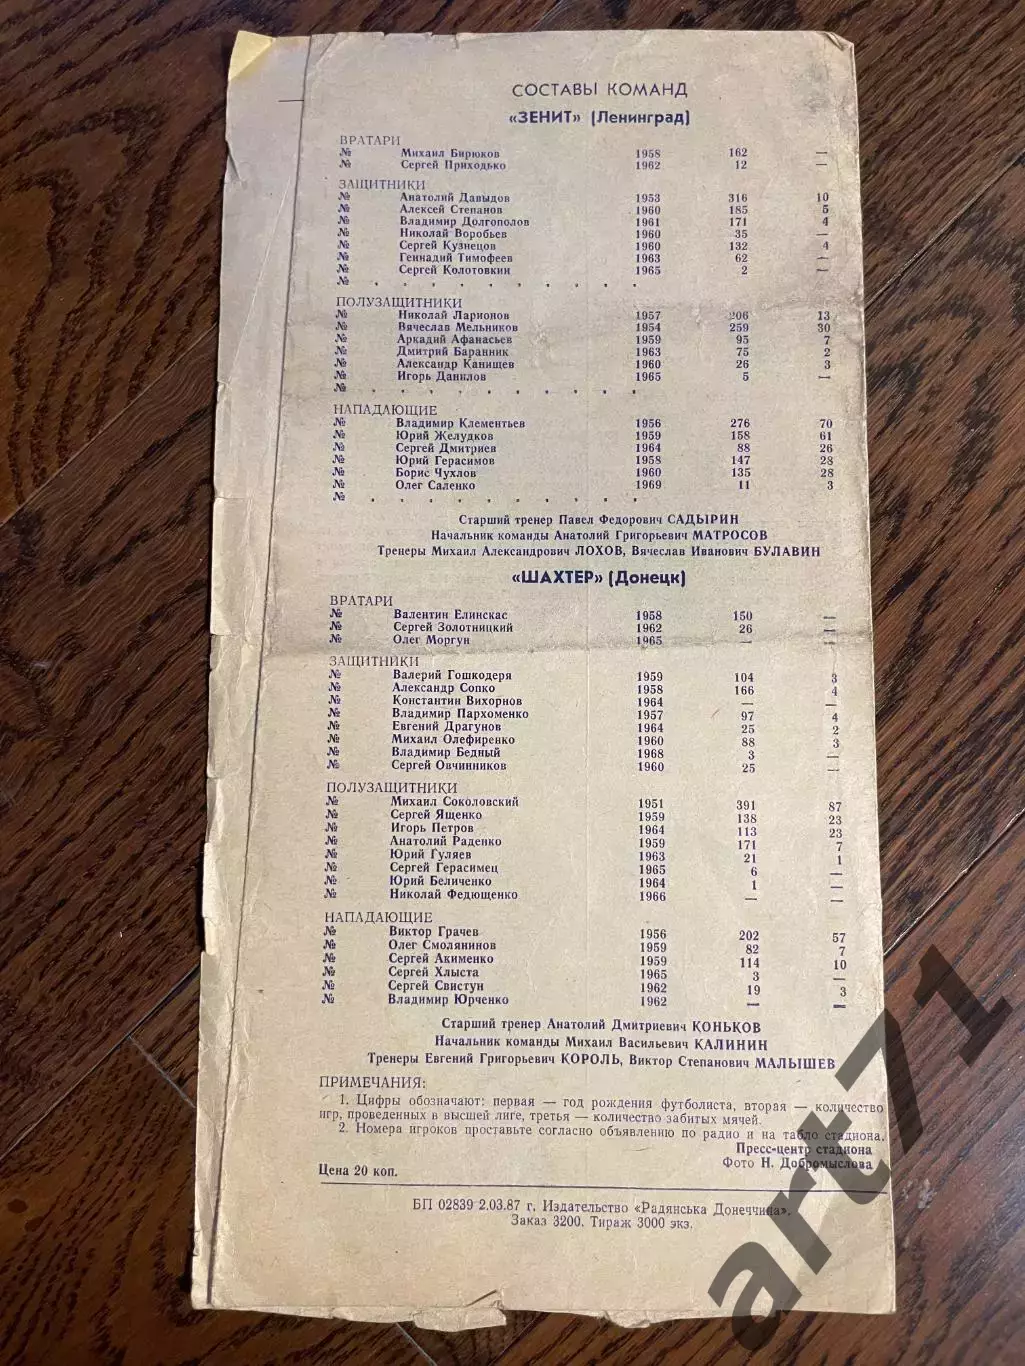 СОСТАВЫ КОМАНД
«ЗЕНИТ» (Ленинград)
ВРАТАРИ
№ Михаил Бирюков 1958 162 —
№ Сергей Приходько 1962 12 —
ЗАЩИТНИКИ
№ Анатолий Давыдов 1953 316 10
№ Алексей Степанов 1960 185 5
№ Владимир Долгополов 1961 171 4
№ Николай Воробьев 1960 35 —
№ Сергей Кузнецов 1960 132 4
№ Геннадий Тимофеев 1963 62 —
№ Сергей Колотовкин 1965 2 —
№ . . . . . . . . . .
ПОЛУЗАЩИТНИКИ
№ Николай Ларионов 1957 206 13
№ Вячеслав Мельников 1954 259 30
№ Аркадий Афанасьев 1959 95 7
№ Дмитрий Баранник 1963 75 2
№ Александр Канищев 1960 26 3
№ Игорь Данилов 1965 5 —
№ . . . . . . . . . .
НАПАДАЮЩИЕ
№ Владимир Клементьев 1956 276 70
№ Юрий Желудков 1959 158 61
№ Сергей Дмитриев 1964 88 26
№ Юрий Герасимов 1958 147 28
№ Борис Чухлов 1960 135 28
№ Олег Саленко 1969 11 3
№ . . . . . . . . . .
Старший тренер Павел Федорович САДЫРИН
Начальник команды Анатолий Григорьевич МАТРОСОВ
Тренеры Михаил Александрович ЛОХОВ, Вячеслав Иванович БУЛАВИН
«ШАХТЕР» (Донецк)
ВРАТАРИ
№ Валентин Елинскас 1958 150 —
№ Сергей Золотницкий 1962 26 —
№ Олег Моргун 1965 — —
ЗАЩИТНИКИ
№ Валерий Гошкодеря 1959 104 3
№ Александр Сопко 1958 166 4
№ Константин Вихорнов 1964 — —
№ Владимир Пархоменко 1957 97 4
№ Евгений Драгунов 1964 25 2
№ Михаил Олефиренко 1960 88 3
№ Владимир Бедный 1968 3 —
№ Сергей Овчинников 1960 25 —
ПОЛУЗАЩИТНИКИ
№ Михаил Соколовский 1951 391 87
№ Сергей Ященко 1959 138 23
№ Игорь Петров 1964 113 23
№ Анатолий Раденко 1959 171 7
№ Юрий Гуляев 1963 21 1
№ Сергей Герасимец 1965 6 —
№ Юрий Беличенко 1964 1 —
№ Николай Федющенко 1966 — —
НАПАДАЮЩИЕ
№ Виктор Грачев 1956 202 57
№ Олег Смолянинов 1959 82 7
№ Сергей Акименко 1959 114 10
№ Сергей Хлыста 1965 3 —
№ Сергей Свистун 1962 19 3
№ Владимир Юрченко 1962 — —
Старший тренер Анатолий Дмитриевич КОНЬКОВ
Начальник команды Михаил Васильевич КАЛИНИН
Тренеры Евгений Григорьевич КОРОЛЬ, Виктор Степанович МАЛЫШЕВ
ПРИМЕЧАНИЯ:
1. Цифры обозначают: первая — год рождения футболиста, вторая — количество
игр, проведенных в высшей лиге, третья — количество забитых мячей.
2. Номера игроков проставьте согласно объявлению по радио и на табло стадиона.
Пресс-центр стадиона
Фото Н. Добромыслова
Цена 20 коп.
БП 02839 2.03.87 г. Издательство «Радянська Донеччина».
Заказ 3200. Тираж 3000 экз.
art71